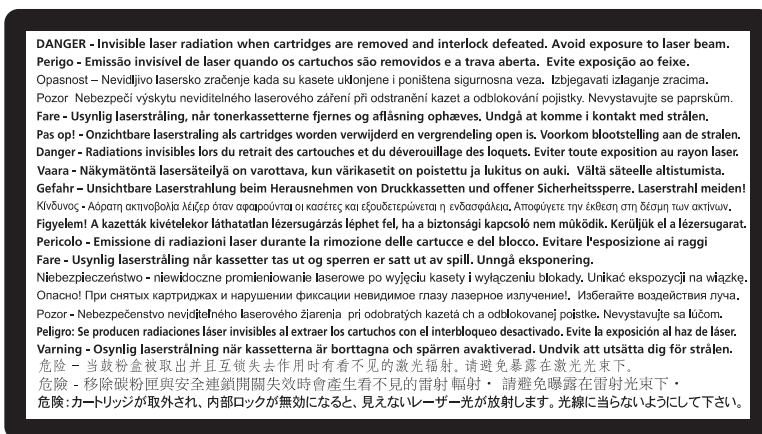 DANGER - Invisible laser radiation when cartridges are removed and interlock defeated. Avoid exposure to laser beam.
Perigo - Emissão invisível de laser quando os cartuchos são removidos e a trava aberta. Evite exposição ao feixe.
Opasnost – Nevidljivo lasersko zračenje kada su kasete uklonjene i poništena sigurnosna veza. Izbjegavati izlaganje zracima.
Pozor Nebezpečí výskytu neviditelného laserového záření při odstranění kazet a odblokování pojistky. Nevystavujte se paprskům.
Fare - Usynlig laserstråling, når tonerkassetterne fjernes og aflåsning ophæves. Undgå at komme i kontakt med strålen.
Pas op! - Onzichtbare laserstraling als cartridges worden verwijderd en vergrendeling open is. Voorkom blootstelling aan de stralen.
Danger - Radiations invisibles lors du retrait des cartouches et du déverouillage des loquets. Eviter toute exposition au rayon laser.
Vaara - Näkymätöntä lasersäteilyä on varottava, kun värikasetit on poistettu ja lukitus on auki. Vältä säteelle altistumista.
Gefahr – Unsichtbare Laserstrahlung beim Herausnehmen von Druckkassetten und offener Sicherheitssperre. Laserstrahl meiden!
Κίνδυνος - Αόρατη ακτινοβολία λέιζερ όταν αφαιρούνται οι κασέτες και εξουδετερώνεται η ενδασφάλεια. Αποφύγετε την έκθεση στη δέσμη των ακτίνων.
Figyelem! A kazetták kivételekor láthatatlan lézersugárzás léphet fel, ha a biztonsági kapcsoló nem mûködik. Kerüljük el a lézersugarat.
Pericolo - Emissione di radiazioni laser durante la rimozione delle cartucce e del blocco. Evitare l'esposizione ai raggi
Fare - Usynlig laserstråling når kassetter tas ut og sperren er satt ut av spill. Unngå eksponering.
Niebezpieczeństwo - niewidoczne promieniowanie laserowe po wyjęciu kasety i wyłączeniu blokady. Unikać ekspozycji na wiązkę.
Опасно! При снятых картриджах и нарушении фиксации невидимое глазу лазерное излучение!. Избегайте воздействия луча.
Pozor - Nebezpečenstvo neviditeľného laserového žiarenia pri odobratých kazetá ch a odblokovanej poistke. Nevystavujte sa lúčom.
Peligro: Se producen radiaciones láser invisibles al extraer los cartuchos con el interbloqueo desactivado. Evite la exposición al haz de láser.
Varning - Osynlig laserstrålning när kassetterna är borttagna och spärren avaktiverad. Undvik att utsätta dig för strålen.
危险 - 当鼓粉盒被取出并且互锁失去作用时有看不见的激光辐射。请避免暴露在激光光束下。
危險 - 移除碳粉匣與安全連鎖開關失效時會產生看不見的雷射 輻射・ 請避免曝露在雷射光束下・
危険:カートリッジが取外され、内部ロックが無効になると、見えないレーザー光が放射します。光線に当らないようにして下さい。